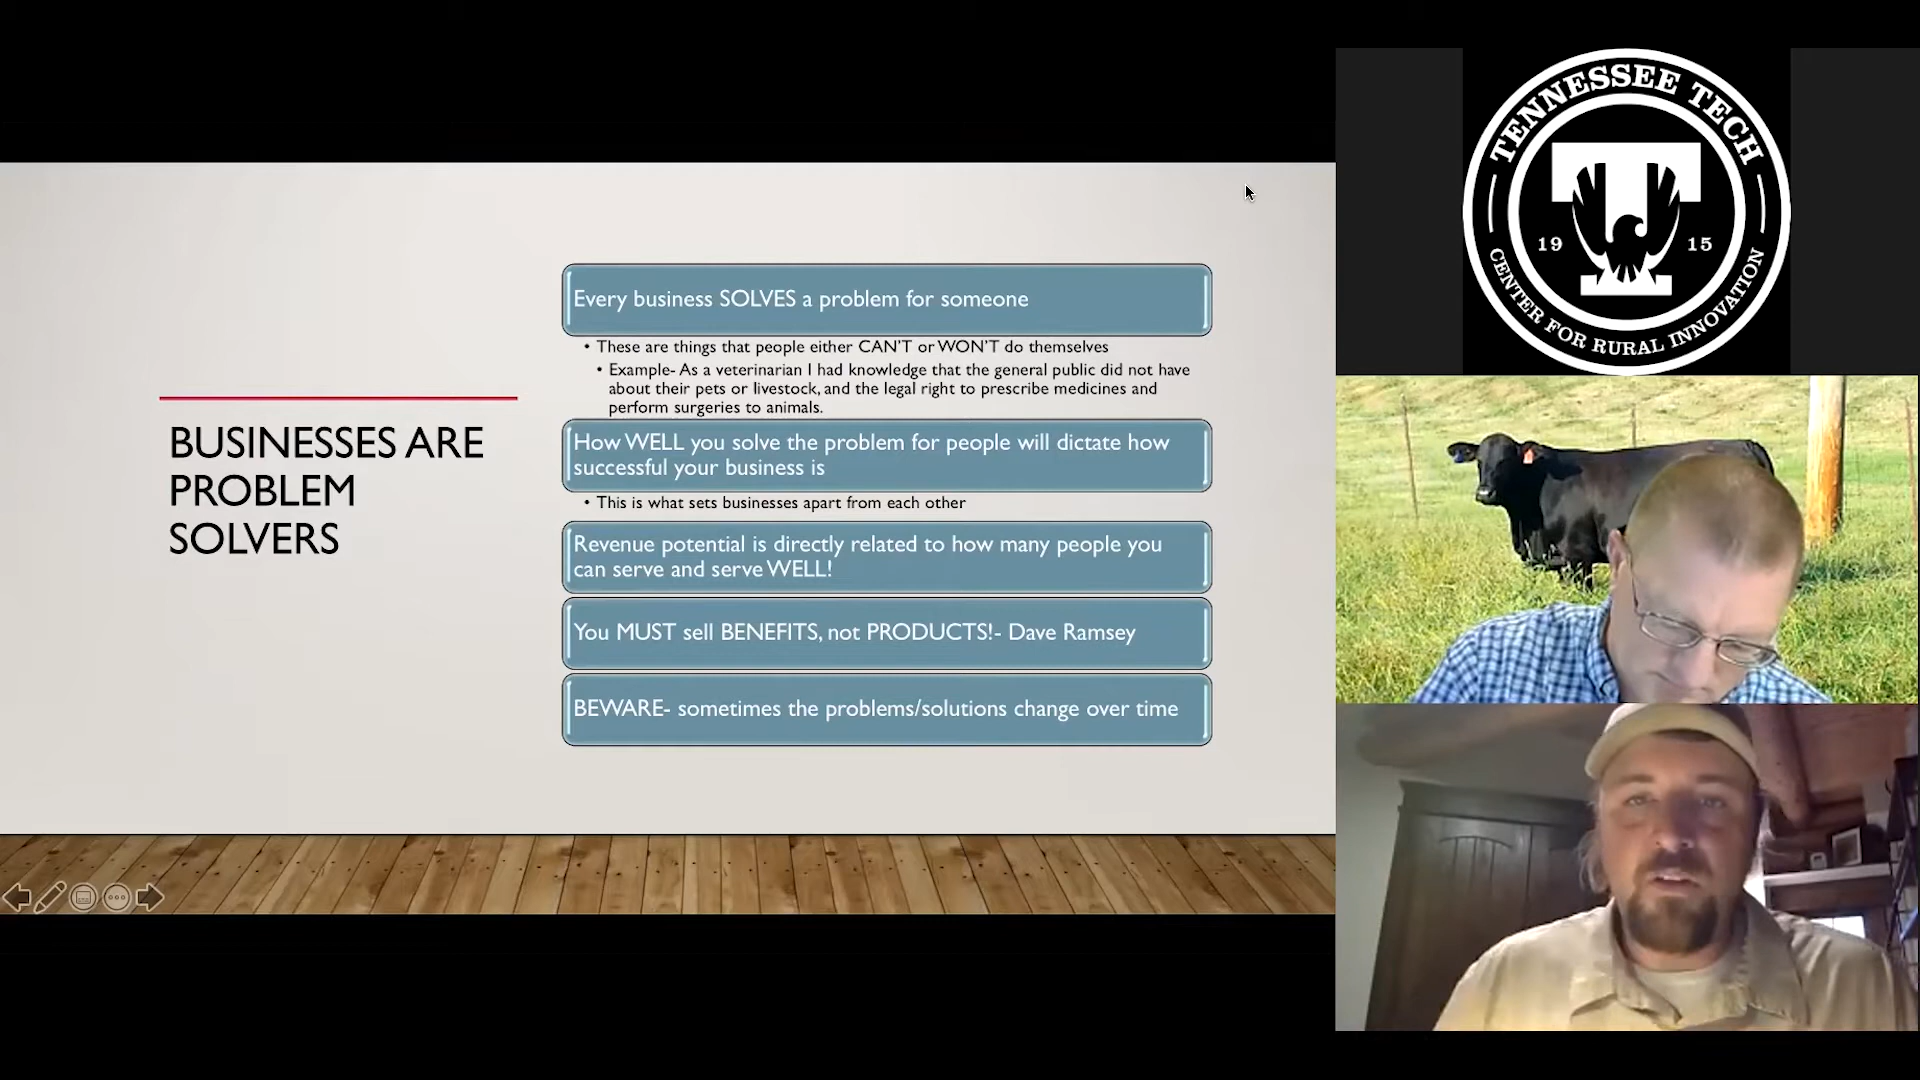 BUSINESSES ARE
PROBLEM
SOLVERS
Every business SOLVES a problem for someone
• These are things that people either CAN'T or WON'T do themselves
• Example- As a veterinarian I had knowledge that the general public did not have
about their pets or livestock, and the legal right to prescribe medicines and
perform surgeries to animals.
How WELL you solve the problem for people will dictate how
successful your business is
• This is what sets businesses apart from each other
Revenue potential is directly related to how many people you
can serve and serve WELL!
You MUST sell BENEFITS, not PRODUCTS!- Dave Ramsey
BEWARE- sometimes the problems/solutions change over time
TENNESSEE TECH
T
19 15
CENTER FOR RURAL INNOVATION